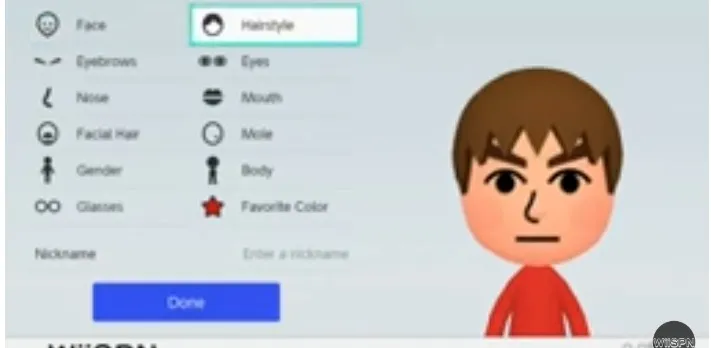 Face
Hairstyle
Eyebrows
Eyes
Nose
Mouth
Facial Hair
Mole
Gender
Body
Glasses
Favorite Color
Nickname
Enter a nickname
Done
WiiSPN
WiiSPN